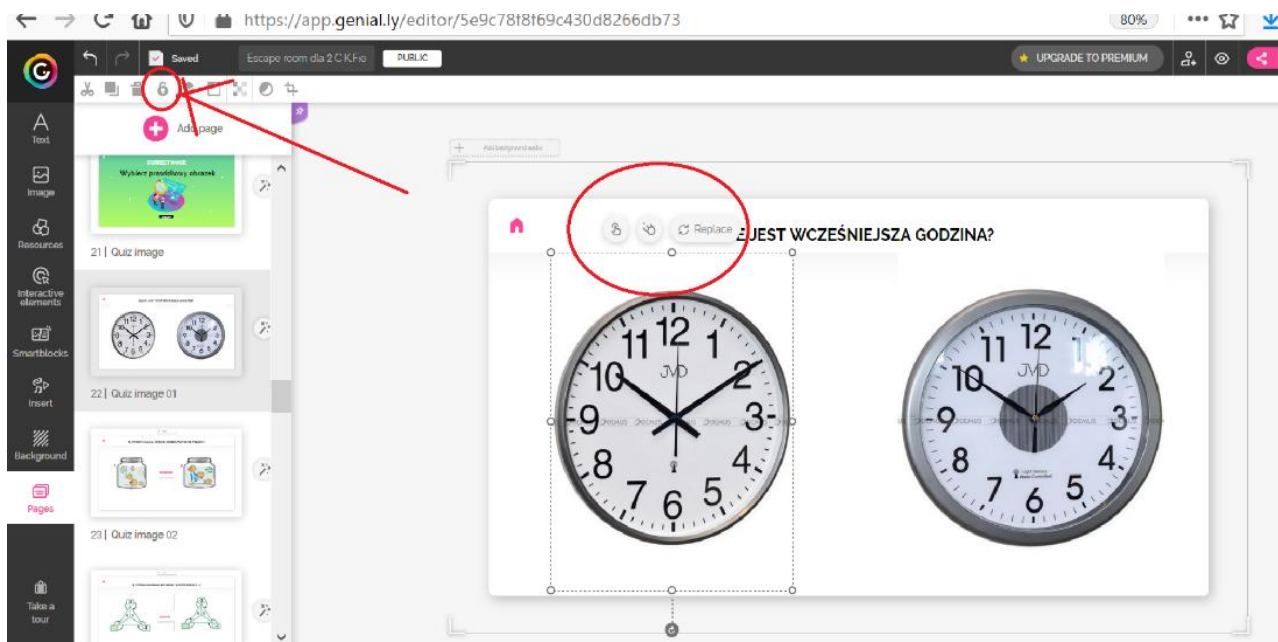 https://app.genial.ly/editor/5e9c78f8f69c430d8266db73
80%
Saved
Escape room dla 2 C K.Fio
PUBLIC
UPGRADE TO PREMIUM
Text
Image
Resources
Interactive elements
Smartblocks
Insert
Background
Pages
Take a tour
Add page
Wybierz prawidłowy obrazek
21 | Quiz image
22 | Quiz image 01
23 | Quiz image 02
Replace
JEST WCZEŚNIEJSZA GODZINA?
11 12 1
10 JVD 2
9 3
8 4
7 6 5
11 12 1
10 JVD 2
9 3
8 4
7 6 5